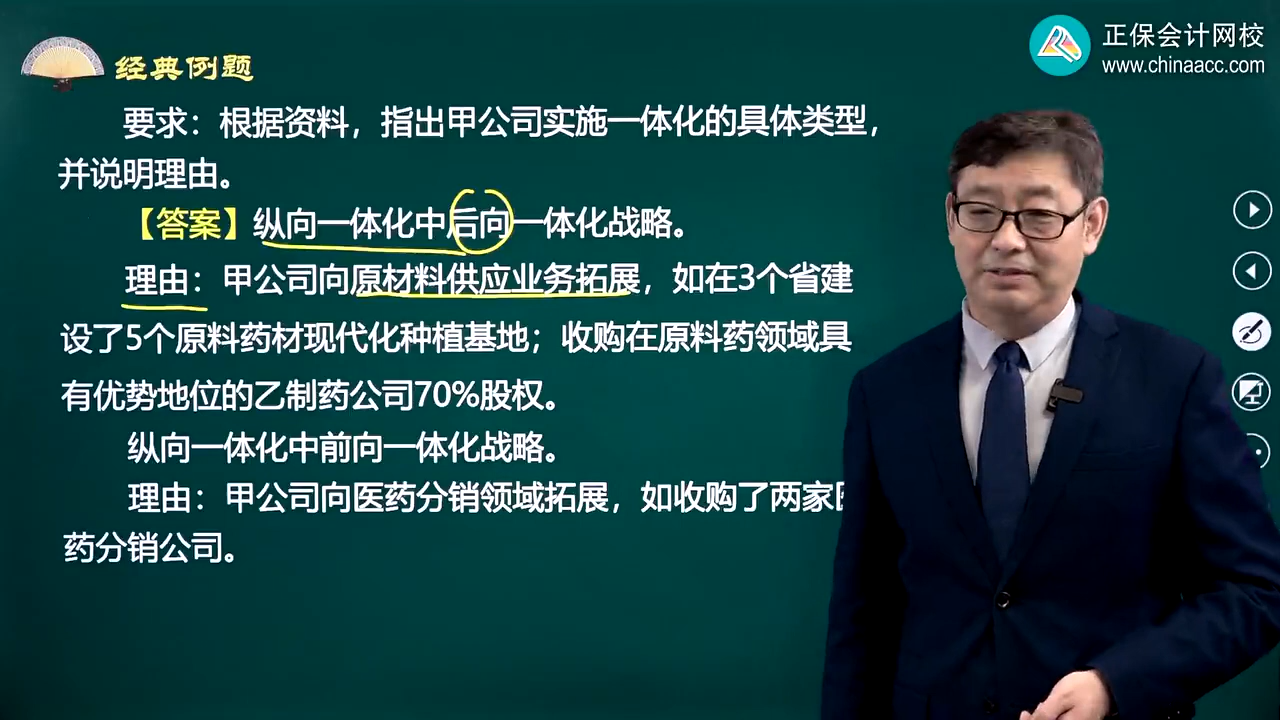 正保会计网校
www.chinaacc.com
经典例题
要求：根据资料，指出甲公司实施一体化的具体类型，
并说明理由。
【答案】纵向一体化中后向一体化战略。
理由：甲公司向原材料供应业务拓展，如在3个省建
设了5个原料药材现代化种植基地；收购在原料药领域具
有优势地位的乙制药公司70%股权。
纵向一体化中前向一体化战略。
理由：甲公司向医药分销领域拓展，如收购了两家
药分销公司。